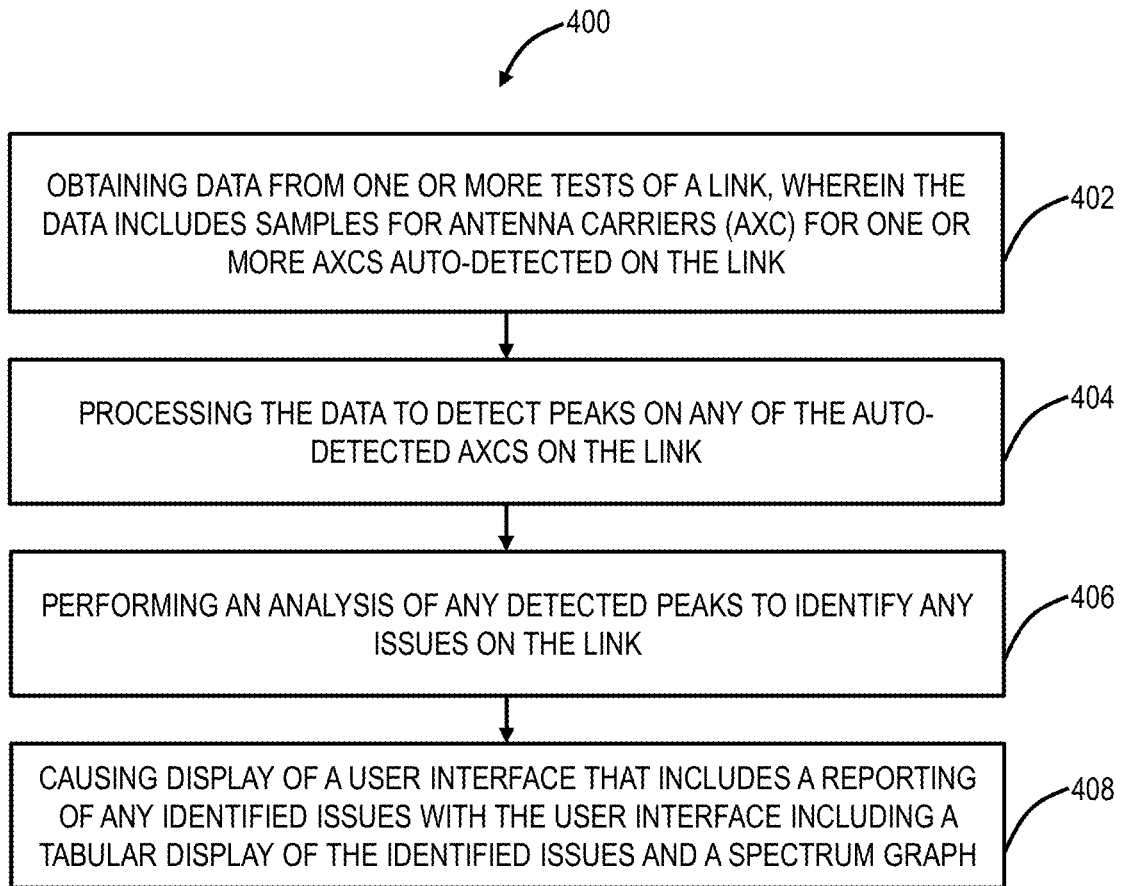 400
OBTAINING DATA FROM ONE OR MORE TESTS OF A LINK, WHEREIN THE
DATA INCLUDES SAMPLES FOR ANTENNA CARRIERS (AXC) FOR ONE OR
MORE AXCS AUTO-DETECTED ON THE LINK
402
PROCESSING THE DATA TO DETECT PEAKS ON ANY OF THE AUTO-
DETECTED AXCS ON THE LINK
404
PERFORMING AN ANALYSIS OF ANY DETECTED PEAKS TO IDENTIFY ANY
ISSUES ON THE LINK
406
CAUSING DISPLAY OF A USER INTERFACE THAT INCLUDES A REPORTING
OF ANY IDENTIFIED ISSUES WITH THE USER INTERFACE INCLUDING A
TABULAR DISPLAY OF THE IDENTIFIED ISSUES AND A SPECTRUM GRAPH
408